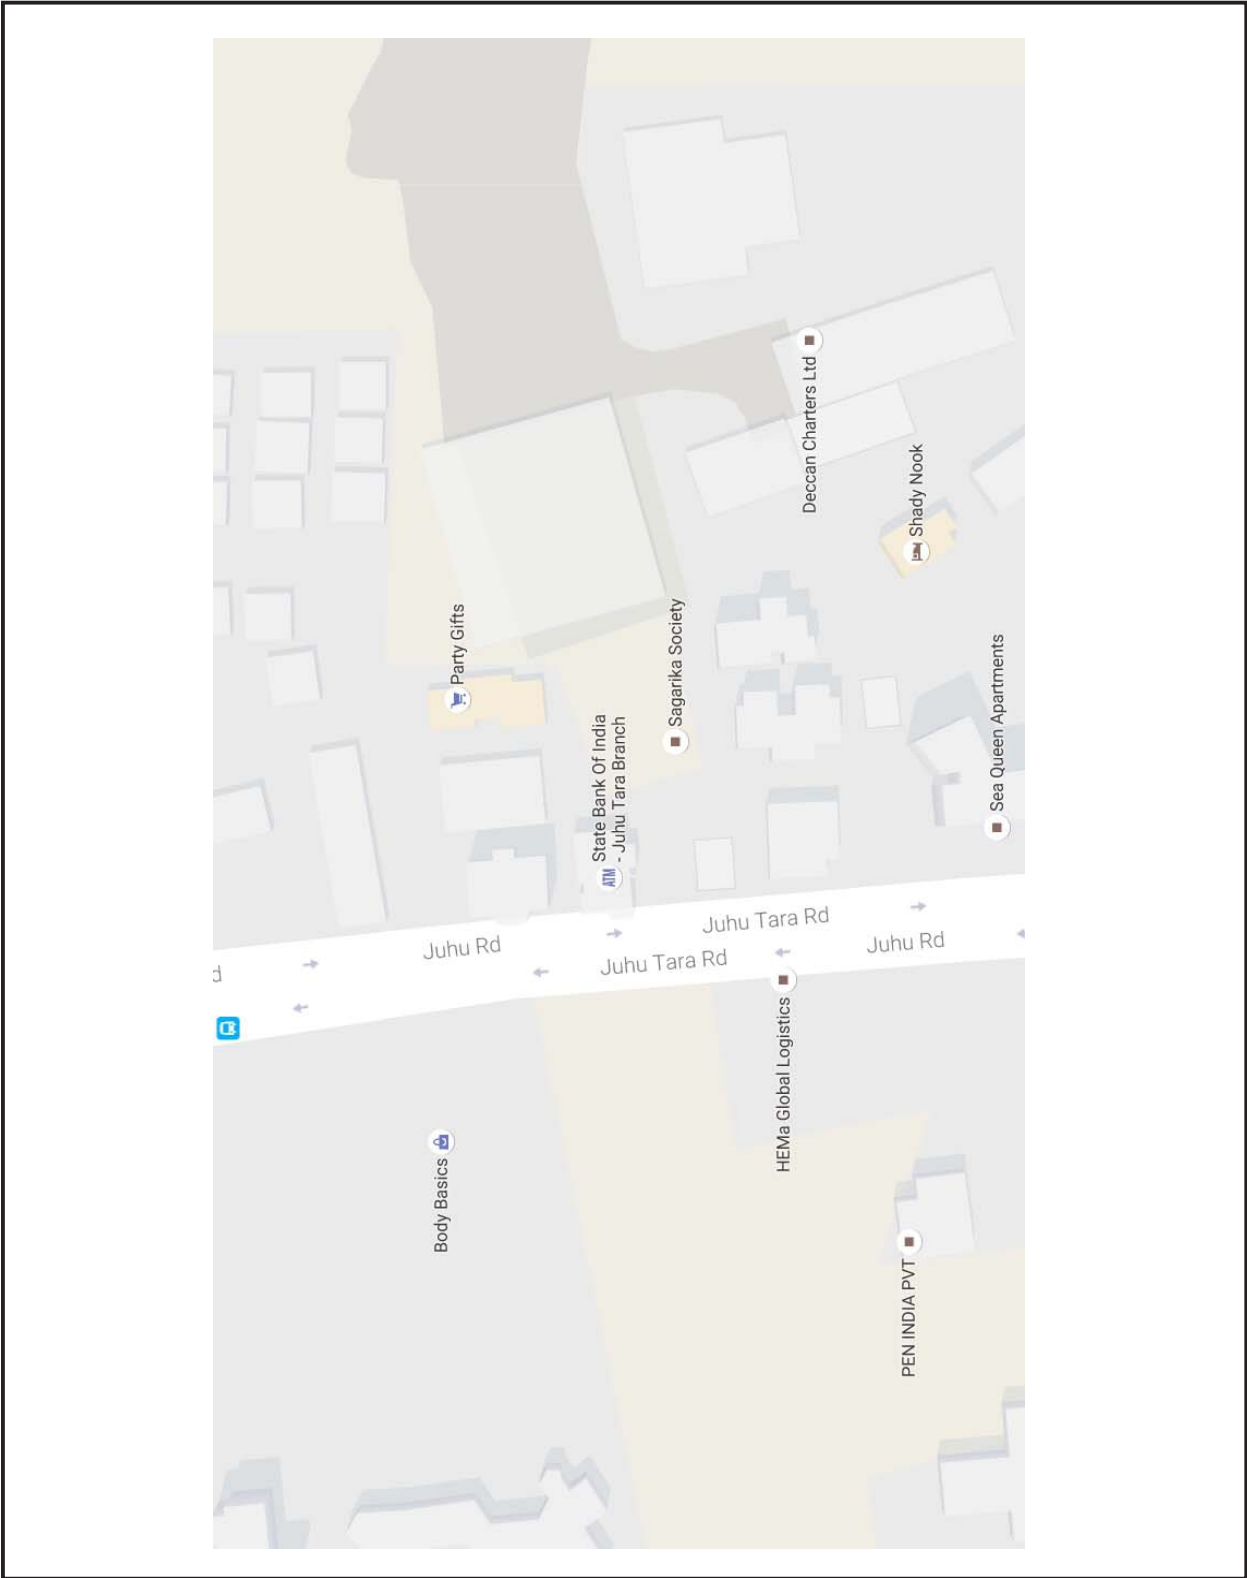 Party Gifts
State Bank Of India
- Juhu Tara Branch
ATM
Sagarika Society
Deccan Charters Ltd
Shady Nook
Sea Queen Apartments
d
Juhu Rd
Juhu Tara Rd
Juhu Tara Rd
Juhu Rd
Body Basics
HEMa Global Logistics
PEN INDIA PVT